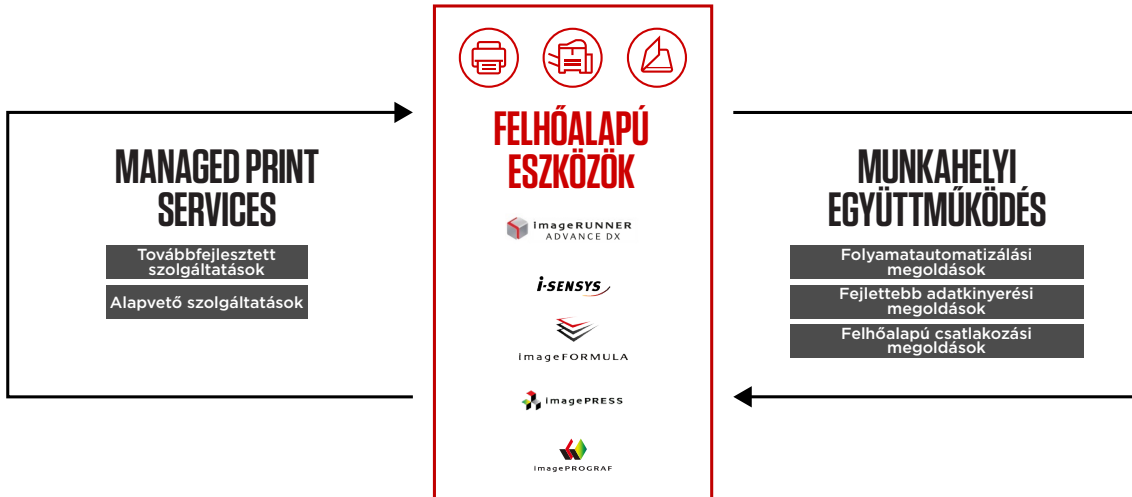 MANAGED PRINT
SERVICES
Továbbfejlesztett
szolgáltatások
Alapvető szolgáltatások
FELHŐALAPÚ
ESZKÖZÖK
imageRUNNER
ADVANCE DX
i-SENSYS
imageFORMULA
imagePRESS
imagePROGRAF
MUNKAHELYI
EGYÜTTMŰKÖDÉS
Folyamatautomatizálási
megoldások
Fejlettebb adatkinyerési
megoldások
Felhőalapú csatlakozási
megoldások